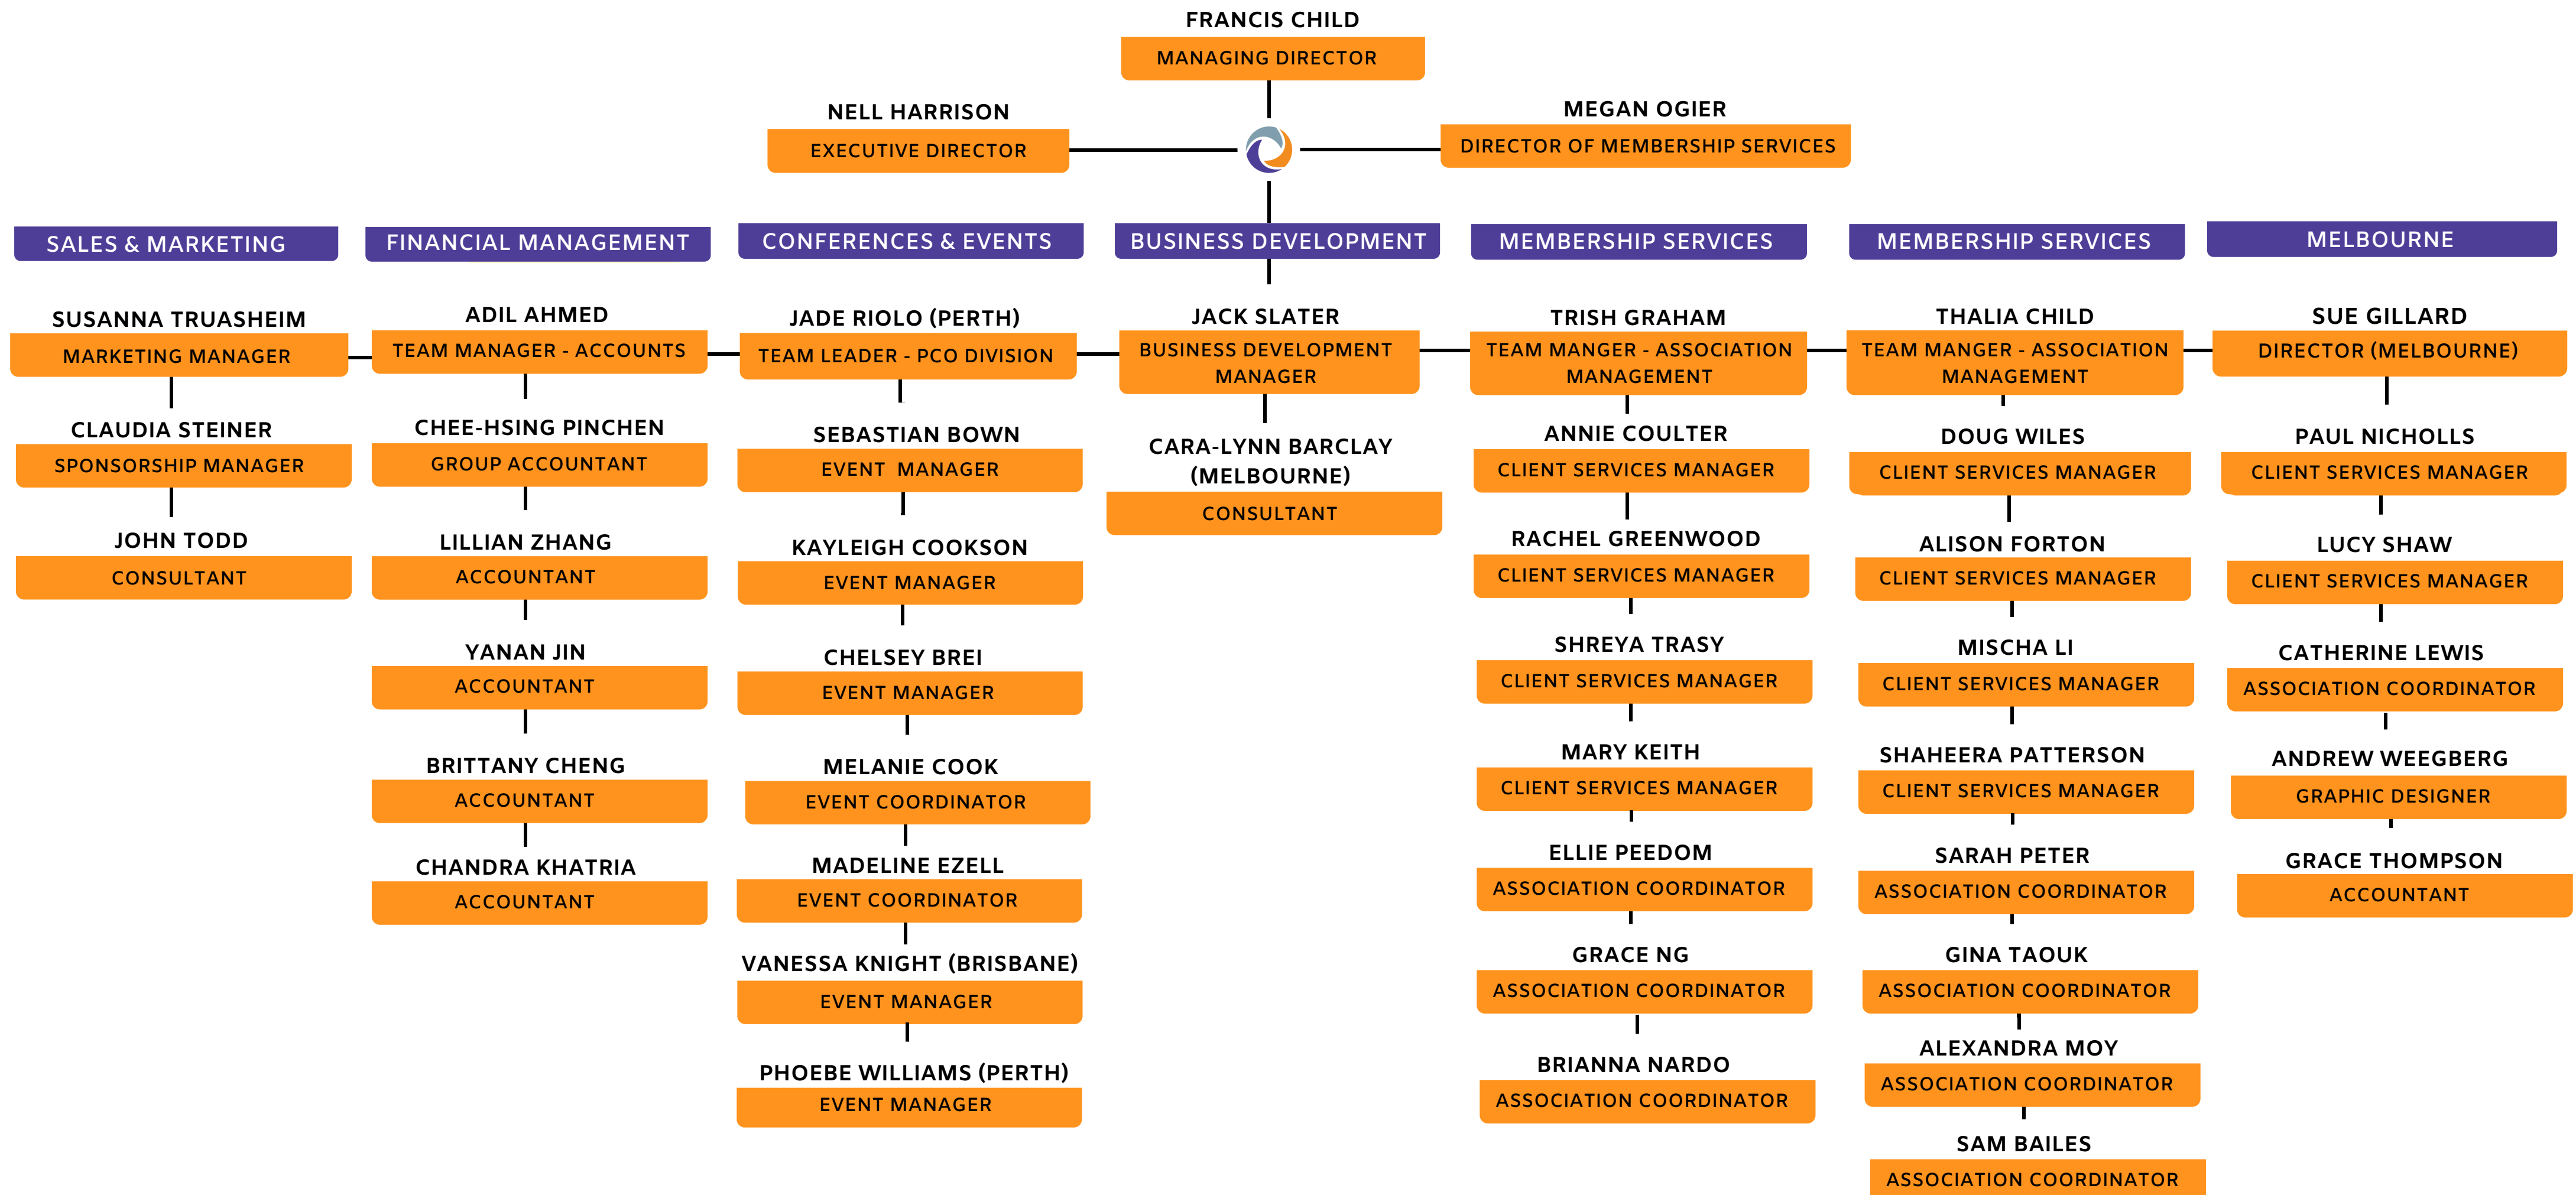 FRANCIS CHILD
MANAGING DIRECTOR
NELL HARRISON
EXECUTIVE DIRECTOR
MEGAN OGIER
DIRECTOR OF MEMBERSHIP SERVICES
SALES & MARKETING
SUSANNA TRUASHEIM
MARKETING MANAGER
CLAUDIA STEINER
SPONSORSHIP MANAGER
JOHN TODD
CONSULTANT
FINANCIAL MANAGEMENT
ADIL AHMED
TEAM MANAGER - ACCOUNTS
CHEE-HSING PINCHEN
GROUP ACCOUNTANT
LILLIAN ZHANG
ACCOUNTANT
YANAN JIN
ACCOUNTANT
BRITTANY CHENG
ACCOUNTANT
CHANDRA KHATRIA
ACCOUNTANT
CONFERENCES & EVENTS
JADE RIOLO (PERTH)
TEAM LEADER - PCO DIVISION
SEBASTIAN BOWN
EVENT MANAGER
KAYLEIGH COOKSON
EVENT MANAGER
CHELSEY BREI
EVENT MANAGER
MELANIE COOK
EVENT COORDINATOR
MADELINE EZELL
EVENT COORDINATOR
VANESSA KNIGHT (BRISBANE)
EVENT MANAGER
PHOEBE WILLIAMS (PERTH)
EVENT MANAGER
BUSINESS DEVELOPMENT
JACK SLATER
BUSINESS DEVELOPMENT
MANAGER
CARA-LYNN BARCLAY
(MELBOURNE)
CONSULTANT
MEMBERSHIP SERVICES
TRISH GRAHAM
TEAM MANGER - ASSOCIATION
MANAGEMENT
ANNIE COULTER
CLIENT SERVICES MANAGER
RACHEL GREENWOOD
CLIENT SERVICES MANAGER
SHREYA TRASY
CLIENT SERVICES MANAGER
MARY KEITH
CLIENT SERVICES MANAGER
ELLIE PEEDOM
ASSOCIATION COORDINATOR
GRACE NG
ASSOCIATION COORDINATOR
BRIANNA NARDO
ASSOCIATION COORDINATOR
MEMBERSHIP SERVICES
THALIA CHILD
TEAM MANGER - ASSOCIATION
MANAGEMENT
DOUG WILES
CLIENT SERVICES MANAGER
ALISON FORTON
CLIENT SERVICES MANAGER
MISCHA LI
CLIENT SERVICES MANAGER
SHAHEERA PATTERSON
CLIENT SERVICES MANAGER
SARAH PETER
ASSOCIATION COORDINATOR
GINA TAOUK
ASSOCIATION COORDINATOR
ALEXANDRA MOY
ASSOCIATION COORDINATOR
SAM BAILES
ASSOCIATION COORDINATOR
MELBOURNE
SUE GILLARD
DIRECTOR (MELBOURNE)
PAUL NICHOLLS
CLIENT SERVICES MANAGER
LUCY SHAW
CLIENT SERVICES MANAGER
CATHERINE LEWIS
ASSOCIATION COORDINATOR
ANDREW WEEGBERG
GRAPHIC DESIGNER
GRACE THOMPSON
ACCOUNTANT